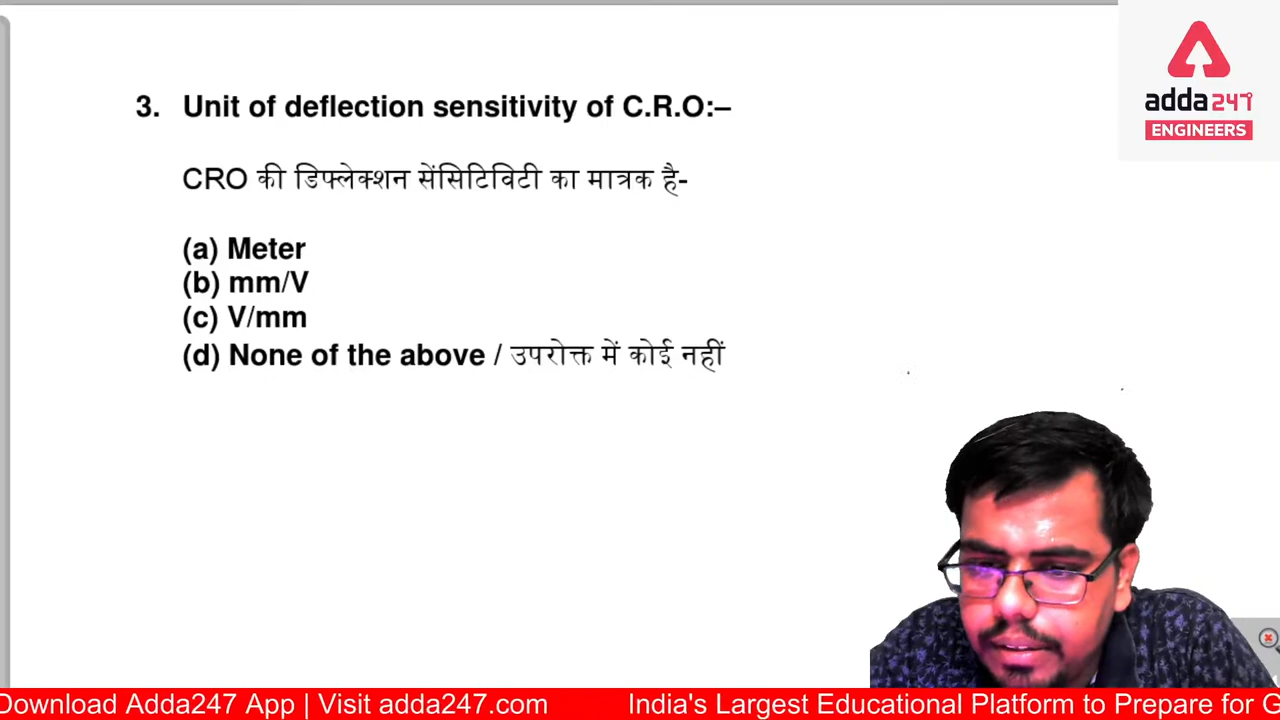 adda247
ENGINEERS
3. Unit of deflection sensitivity of C.R.O:–
CRO की डिफ्लेक्शन सेंसिटिविटी का मात्रक है-
(a) Meter
(b) mm/V
(c) V/mm
(d) None of the above / उपरोक्त में कोई नहीं
Download Adda247 App | Visit adda247.com India's Largest Educational Platform to Prepare for G